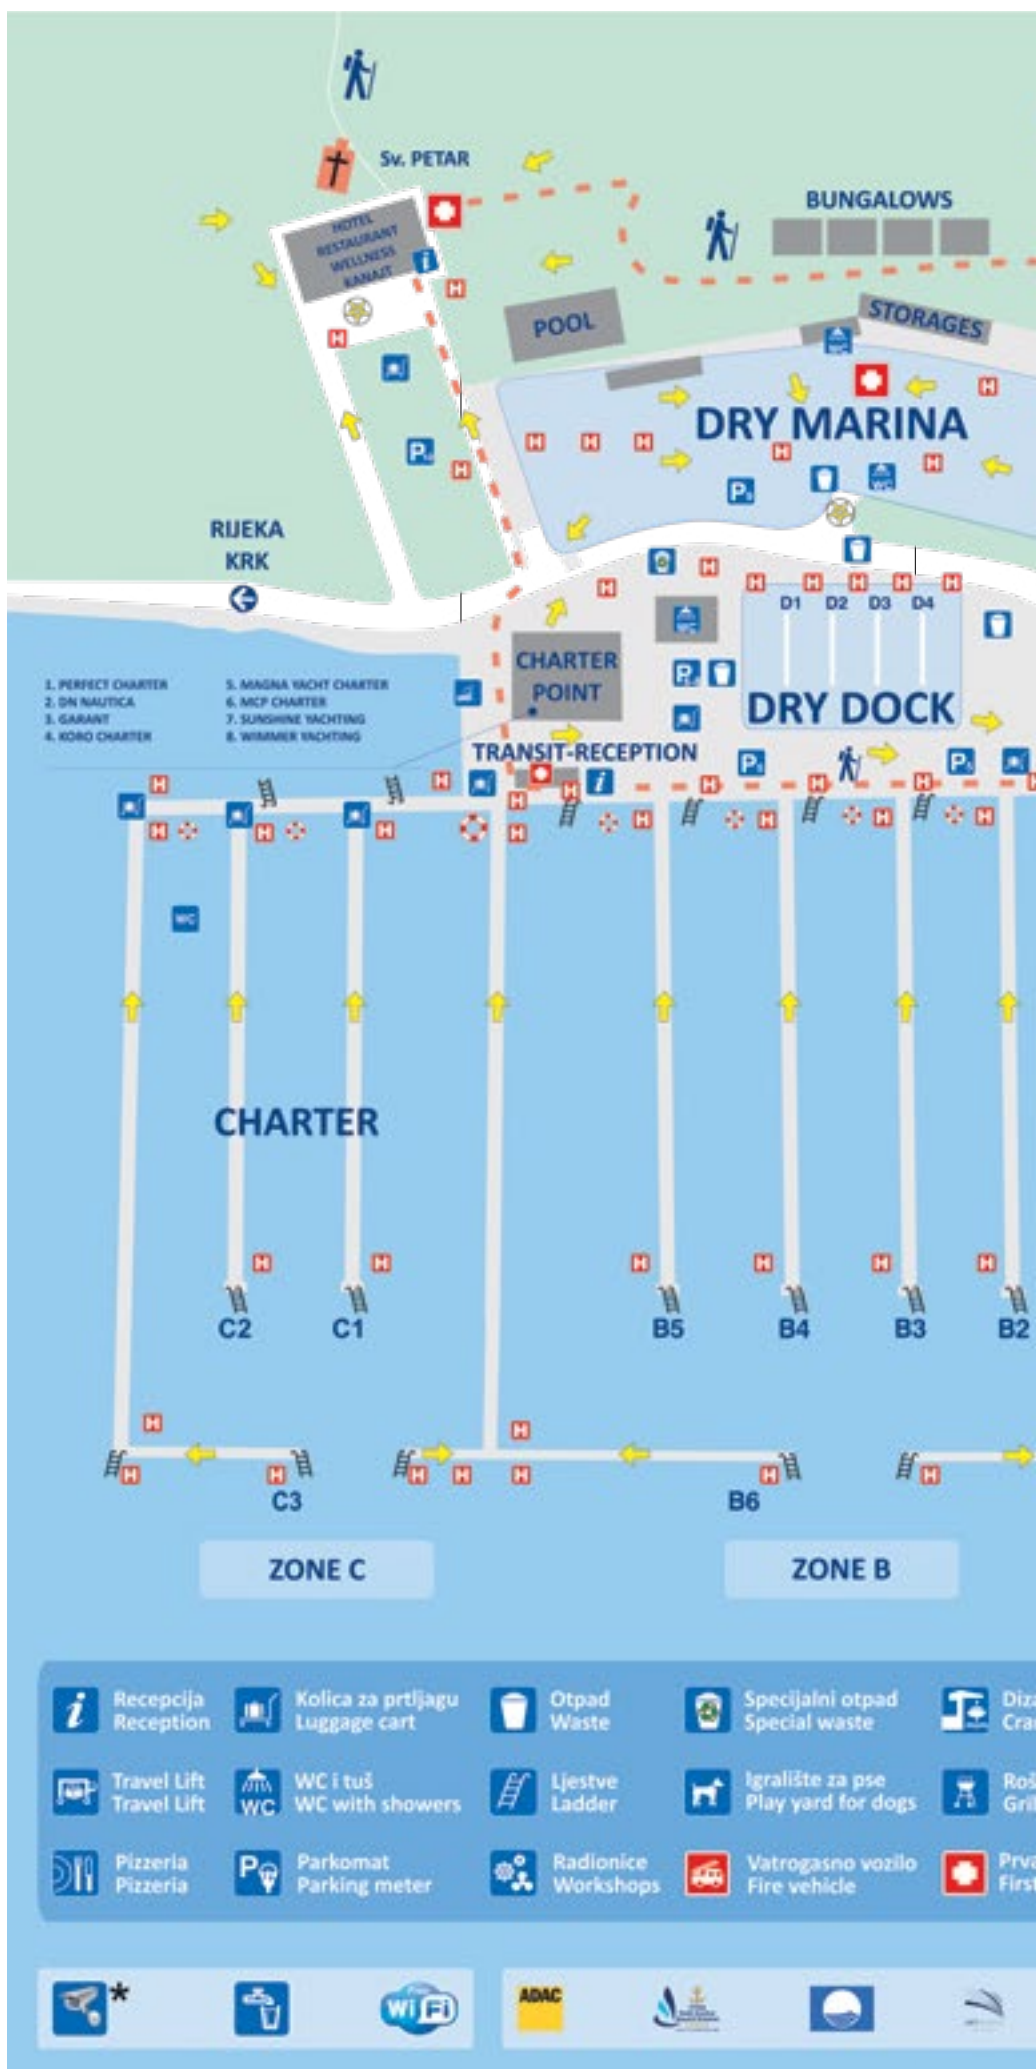 Sv. PETAR
HOTEL
RESTAURANT
WELLNESS
KANAJT
BUNGALOWS
POOL
STORAGES
WC
DRY MARINA
WC
RIJEKA
KRK
D1 D2 D3 D4
WC
CHARTER
POINT
DRY DOCK
1. PERFECT CHARTER
2. DN NAUTICA
3. GARANT
4. KOBO CHARTER
5. MAGNA YACHT CHARTER
6. MCP CHARTER
7. SUNSHINE YACHTING
8. WIMMER YACHTING
TRANSIT-RECEPTION
WC
CHARTER
C2 C1 B5 B4 B3 B2
C3 B6
ZONE C ZONE B
Recepcija
Reception
Kolica za prtljagu
Luggage cart
Otpad
Waste
Specijalni otpad
Special waste
Travel Lift
Travel Lift
WC
WC i tuš
WC with showers
Ljestve
Ladder
Igralište za pse
Play yard for dogs
Pizzeria
Pizzeria
P
Parkomat
Parking meter
Radionice
Workshops
Vatrogasno vozilo
Fire vehicle
*
WiFi
ADAC